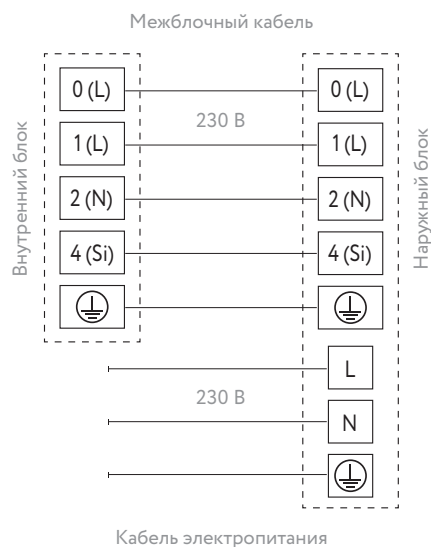 Межблочный кабель
0 (L) 0 (L)
230 В
1 (L) 1 (L)
2 (N) 2 (N)
4 (Si) 4 (Si)
Внутренний блок
Наружный блок
L
230 В
N
Кабель электропитания